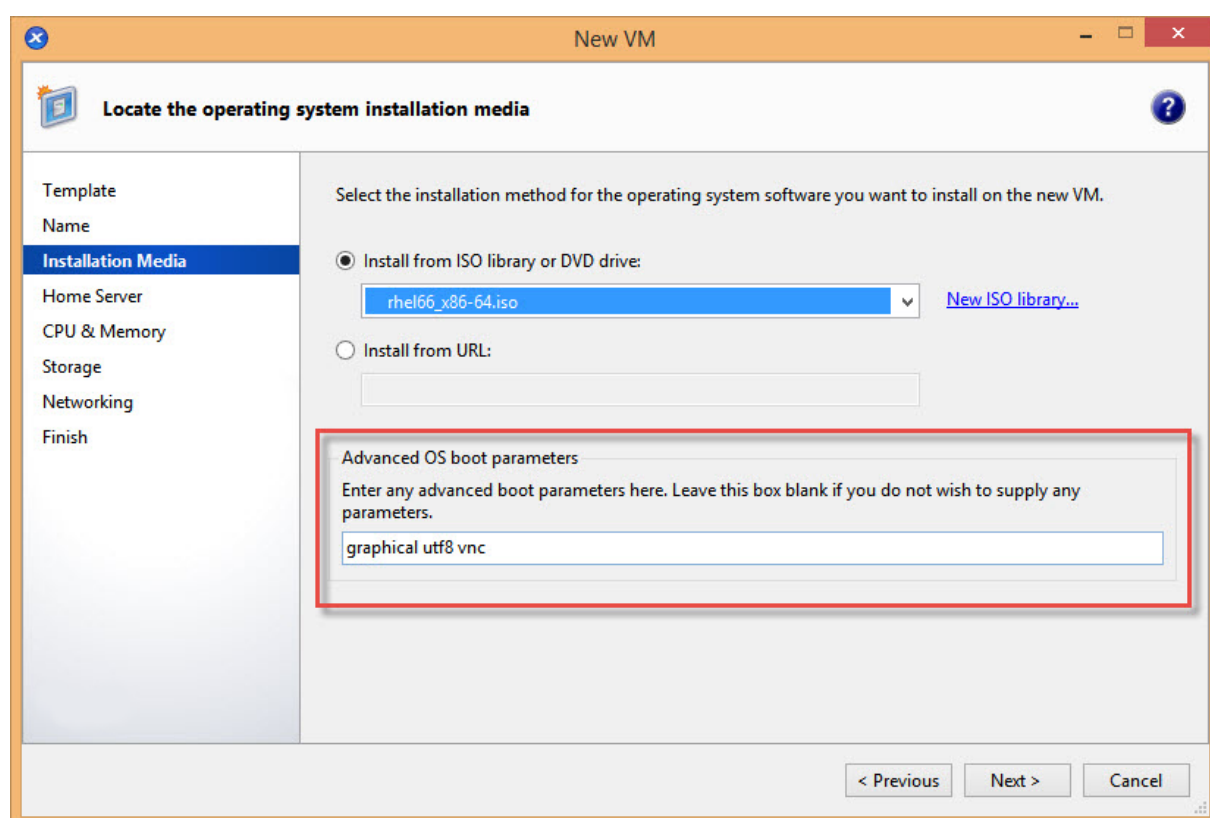 New VM
Locate the operating system installation media
Template
Name
Installation Media
Home Server
CPU & Memory
Storage
Networking
Finish
Select the installation method for the operating system software you want to install on the new VM.
Install from ISO library or DVD drive:
rhel66_x86-64.iso
New ISO library...
Install from URL:
Advanced OS boot parameters
Enter any advanced boot parameters here. Leave this box blank if you do not wish to supply any
parameters.
graphical utf8 vnc
< Previous
Next >
Cancel